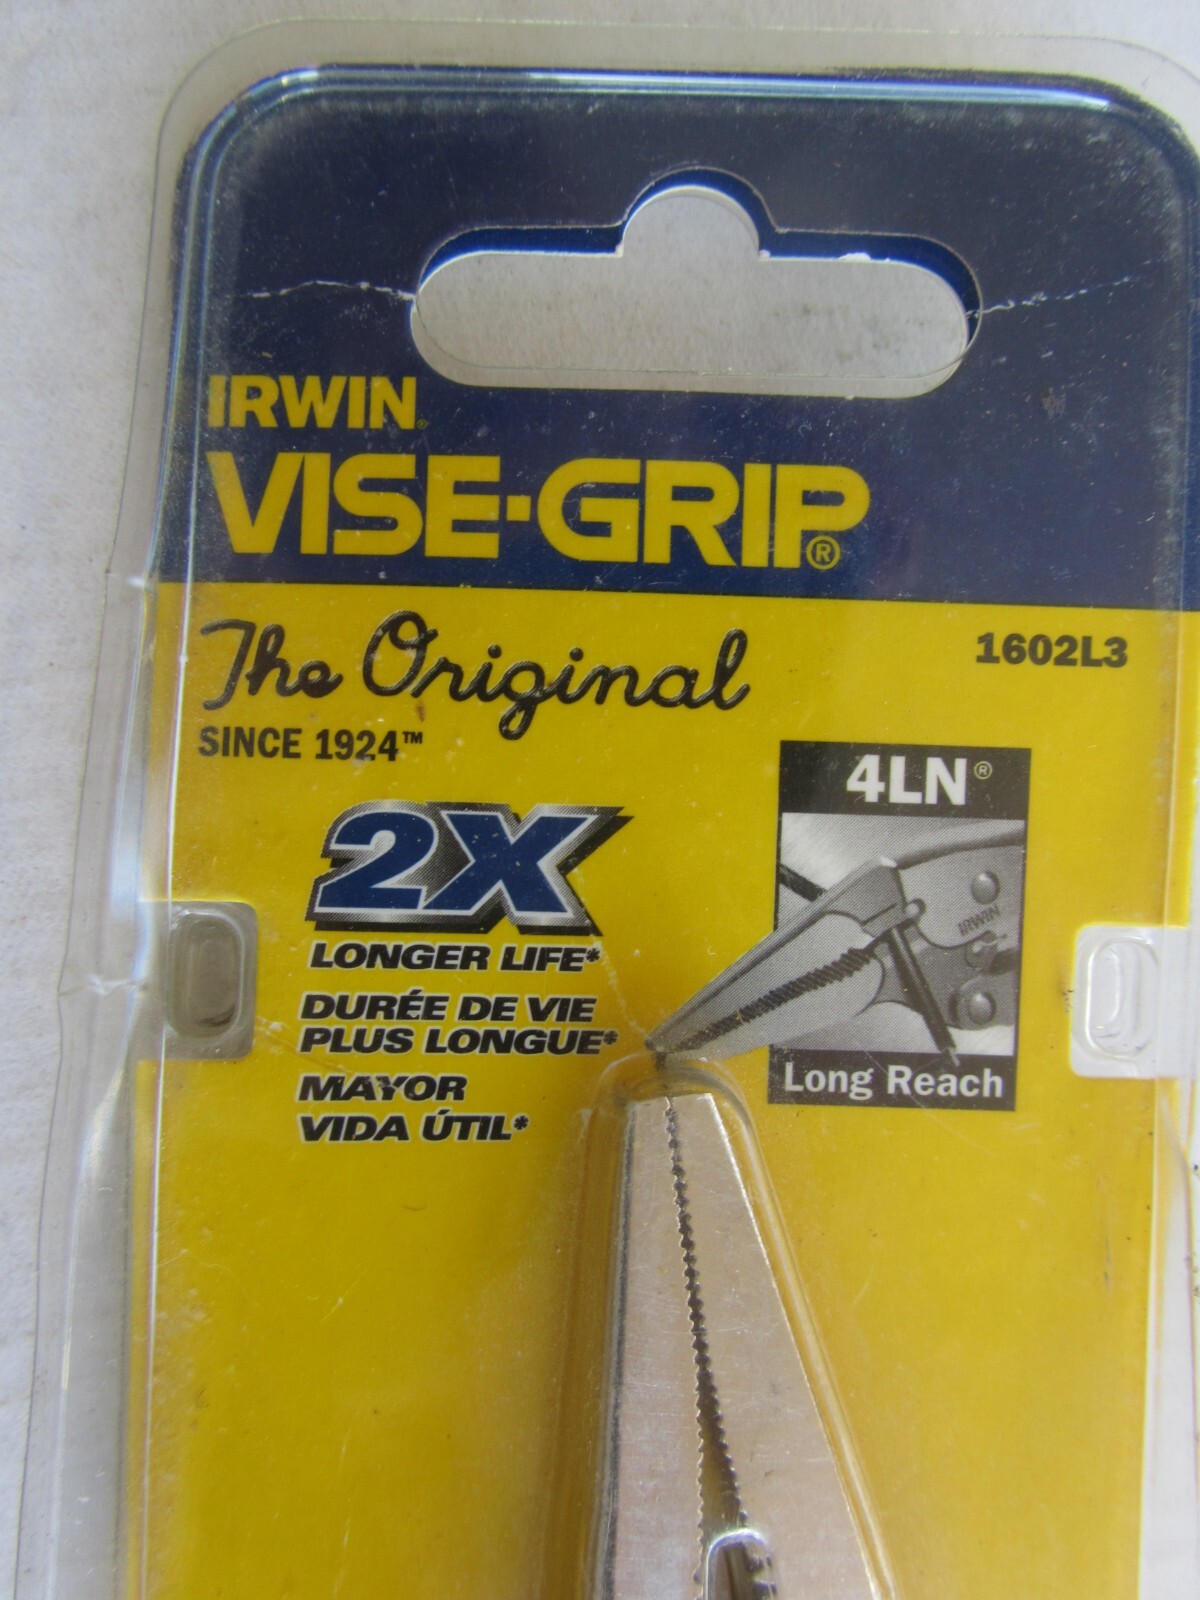 IRWIN®
VISE-GRIP®
The Original
SINCE 1924™
1602L3
2X
LONGER LIFE*
DURÉE DE VIE
PLUS LONGUE*
MAYOR
VIDA ÚTIL*
4LN®
IRWIN
Long Reach